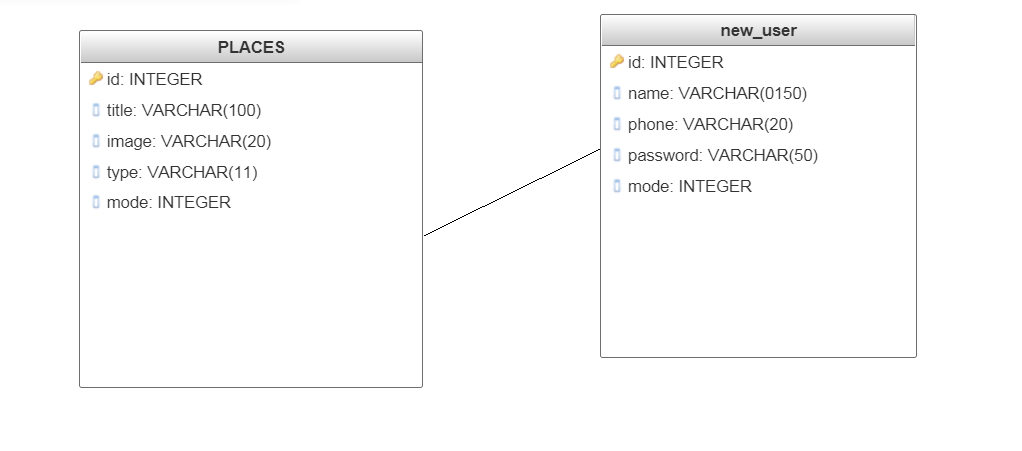 PLACES
id: INTEGER
title: VARCHAR(100)
image: VARCHAR(20)
type: VARCHAR(11)
mode: INTEGER
new_user
id: INTEGER
name: VARCHAR(0150)
phone: VARCHAR(20)
password: VARCHAR(50)
mode: INTEGER